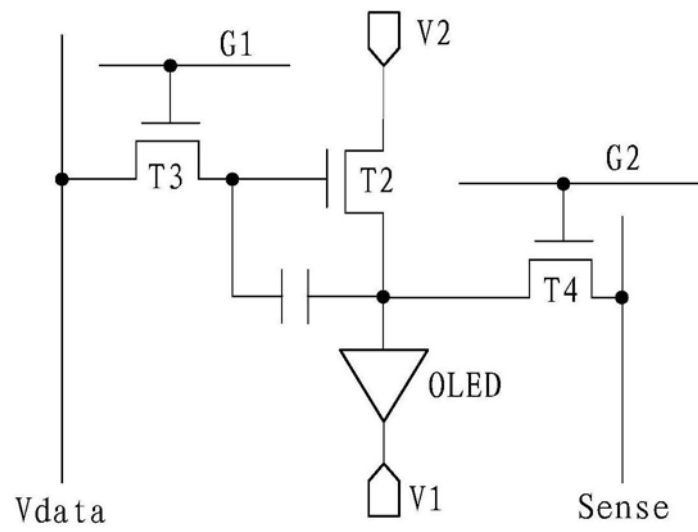 V2
G1
T3
T2
G2
T4
OLED
V1
Vdata
Sense